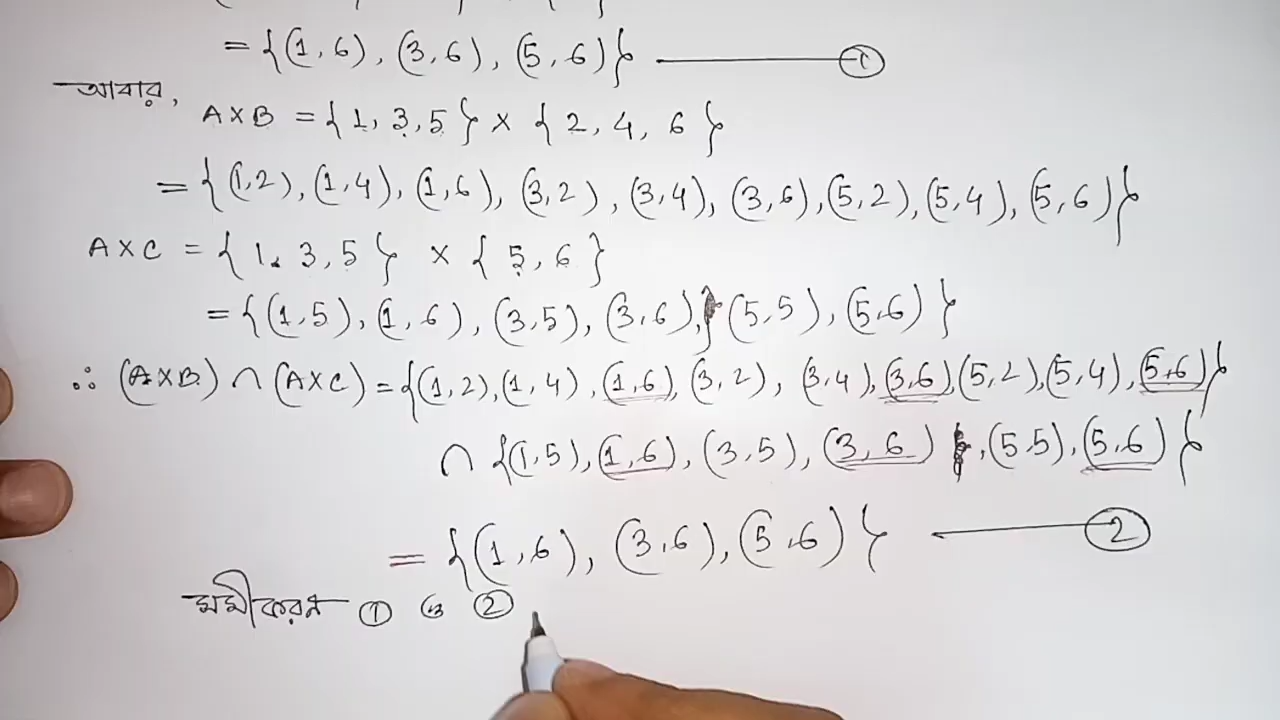 = {(1, 6), (3, 6), (5, 6)} ——— ①
আবার,
A×B = {1, 3, 5} × {2, 4, 6}
= {(1,2), (1,4), (1,6), (3,2), (3,4), (3,6), (5,2), (5,4), (5,6)}
A×C = {1, 3, 5} × {5, 6}
= {(1,5), (1,6), (3,5), (3,6), (5,5), (5,6)}
∴ (A×B) ∩ (A×C) = {(1,2), (1,4), (1,6), (3,2), (3,4), (3,6), (5,2), (5,4), (5,6)}
∩ {(1,5), (1,6), (3,5), (3,6), (5,5), (5,6)}
= {(1,6), (3,6), (5,6)} ——— ②
সমীকরণ ① ও ②